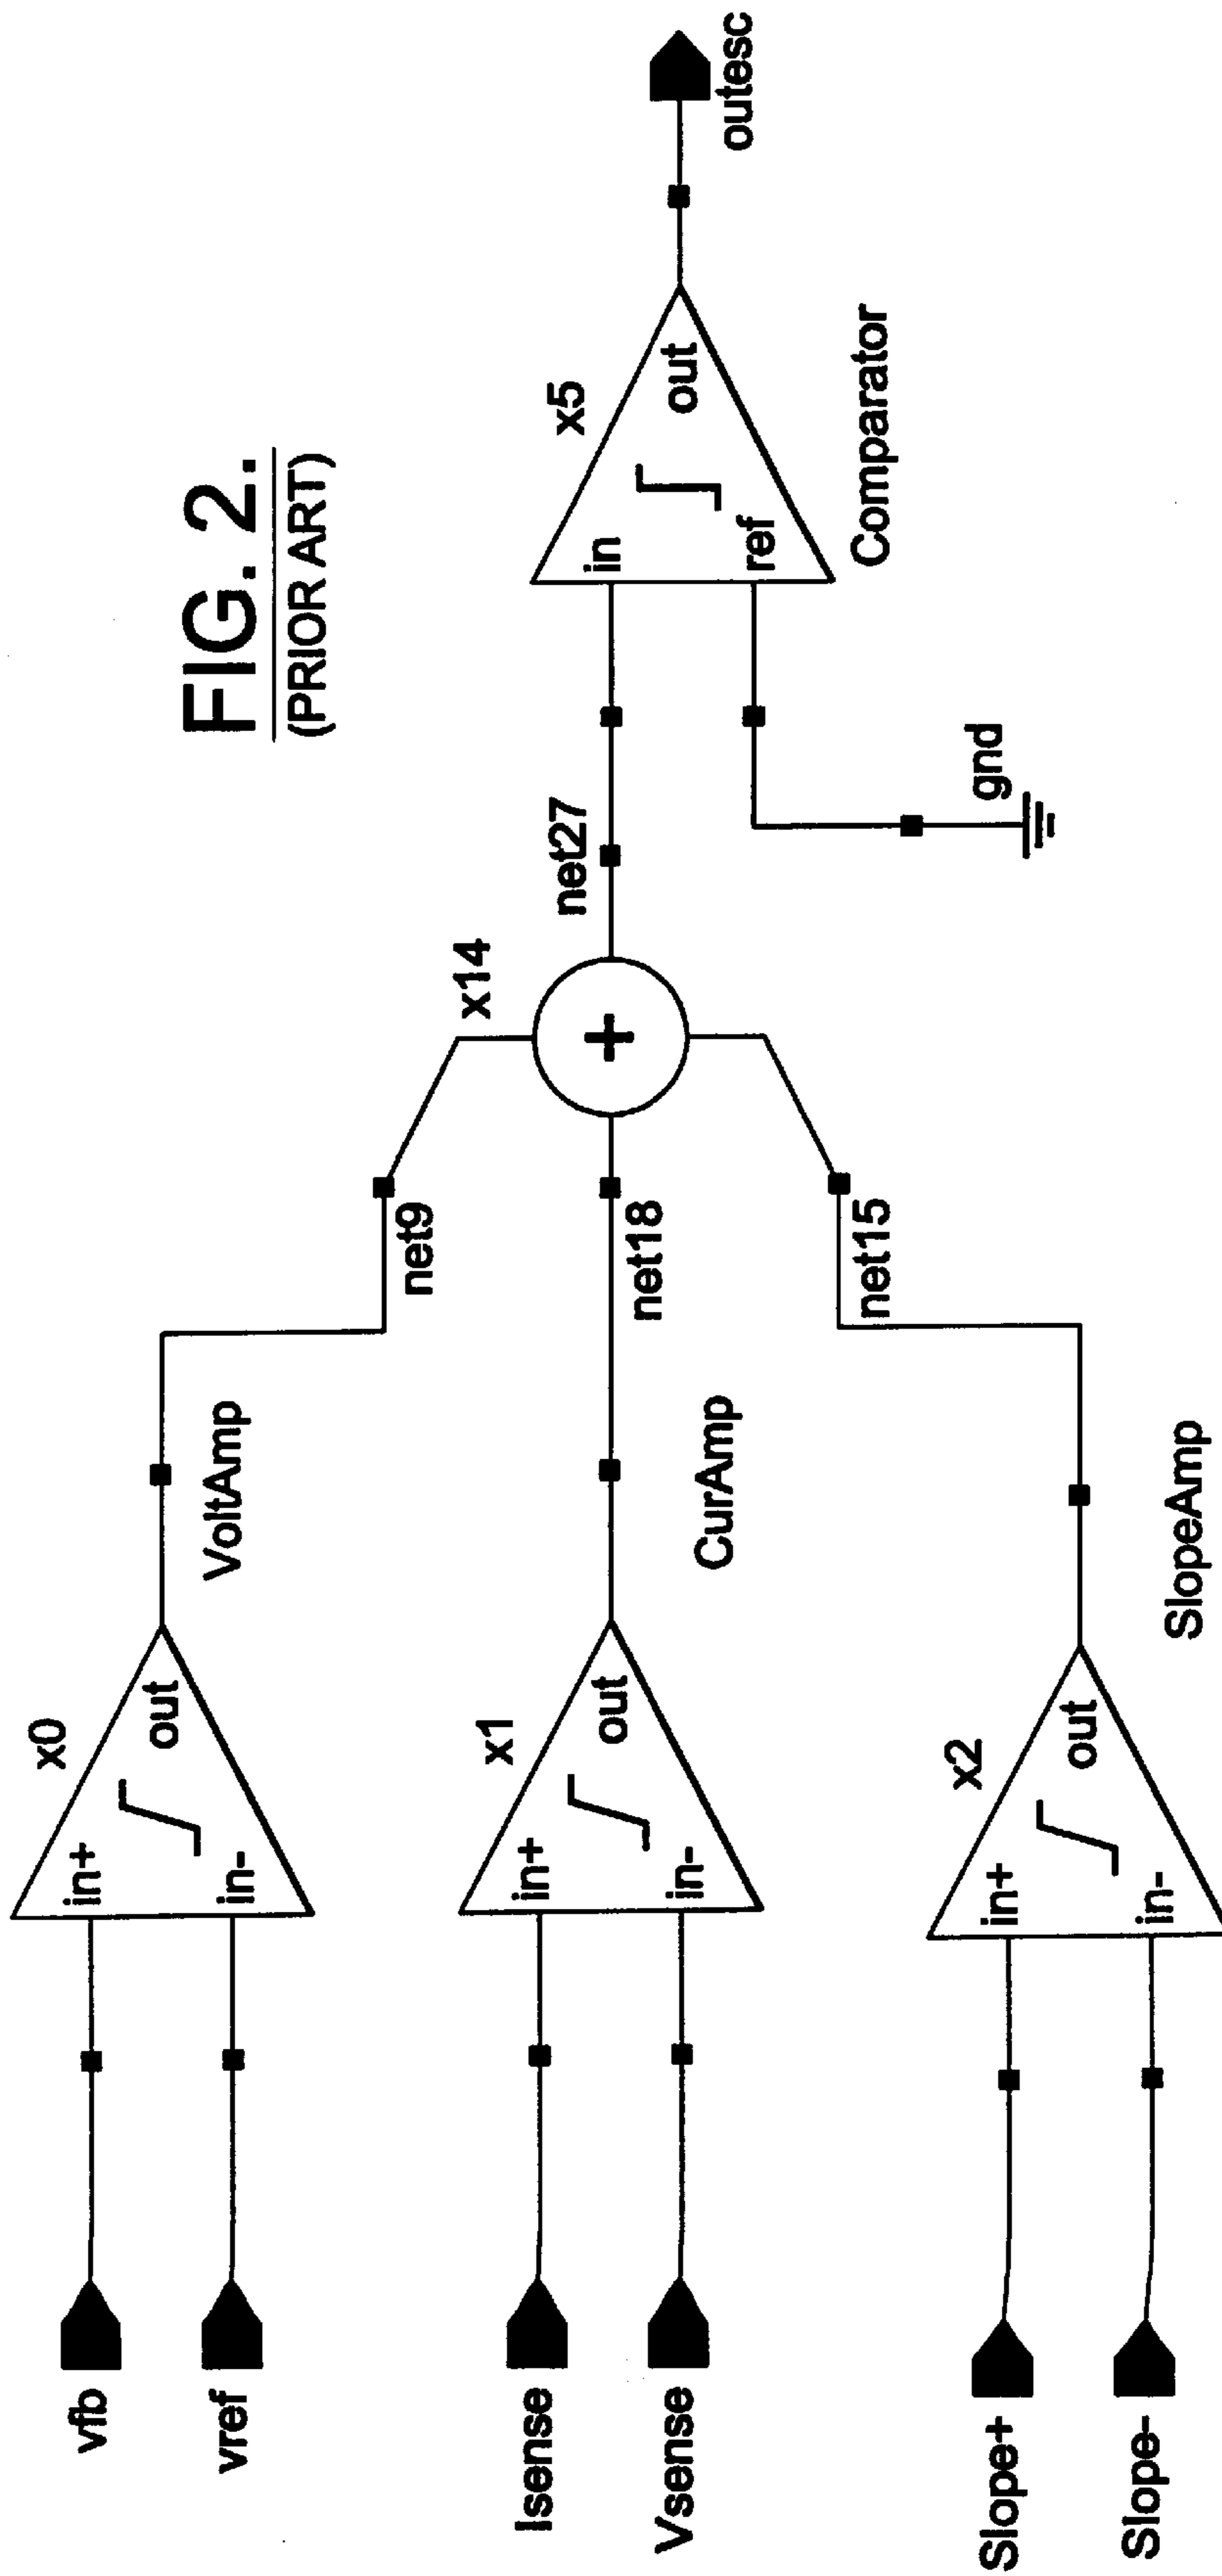 FIG. 2.
(PRIOR ART)
vfb
vref
in+
in-
out
x0
VoltAmp
net9
Isense
Vsense
in+
in-
out
x1
CurAmp
net18
Slope+
Slope-
in+
in-
out
x2
SlopeAmp
net15
x14
+
net27
in
ref
out
x5
Comparator
gnd
outesc